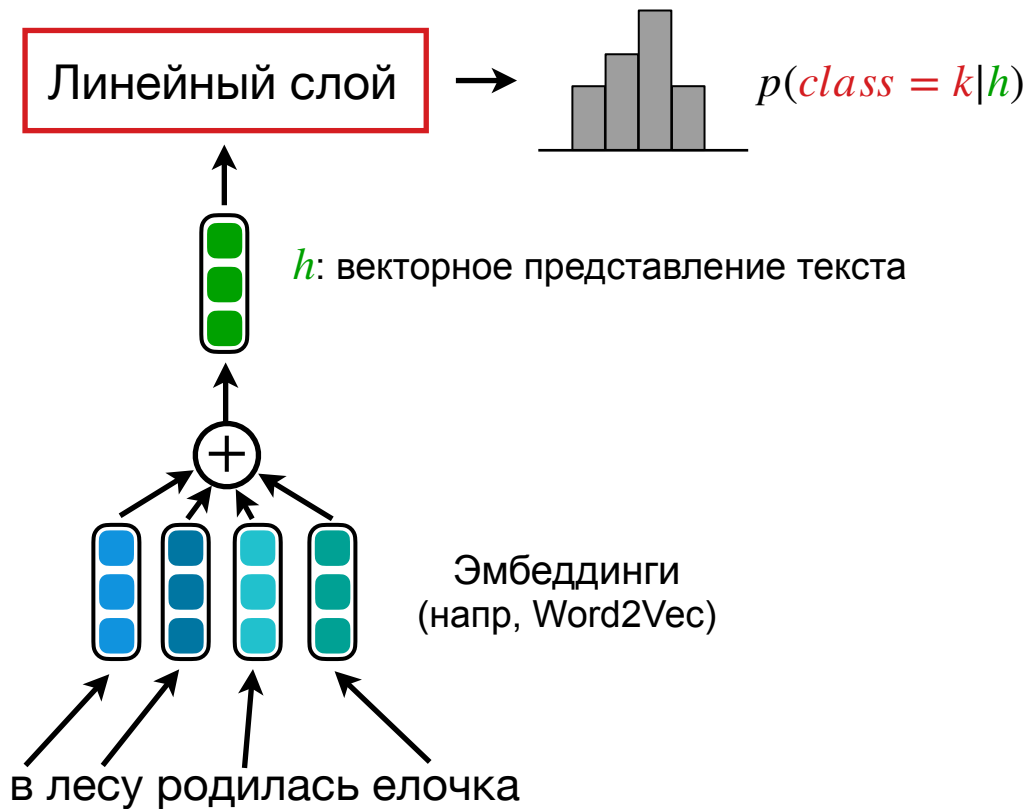 Линейный слой
p(class = k|h)
h: векторное представление текста
+
Эмбеддинги
(напр, Word2Vec)
в лесу родилась елочка